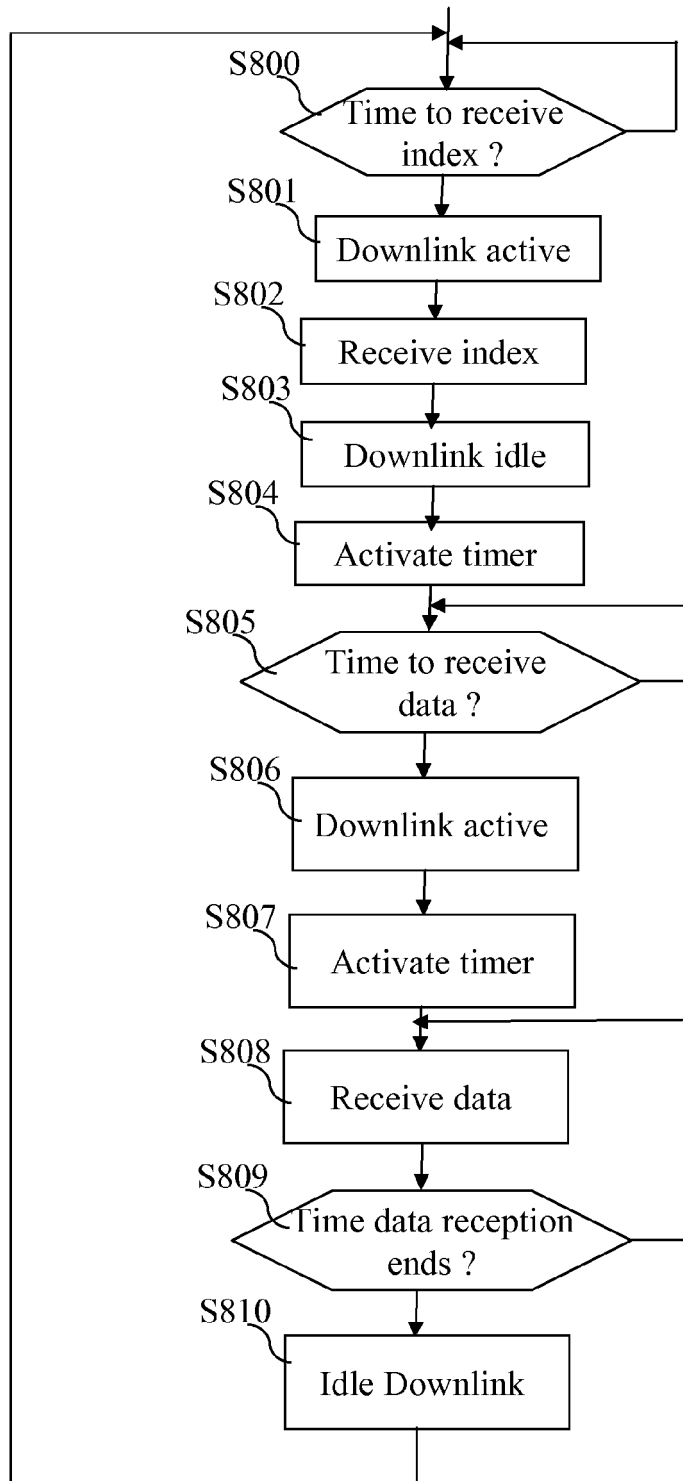 S800
Time to receive
index ?
S801
Downlink active
S802
Receive index
S803
Downlink idle
S804
Activate timer
S805
Time to receive
data ?
S806
Downlink active
S807
Activate timer
S808
Receive data
S809
Time data reception
ends ?
S810
Idle Downlink